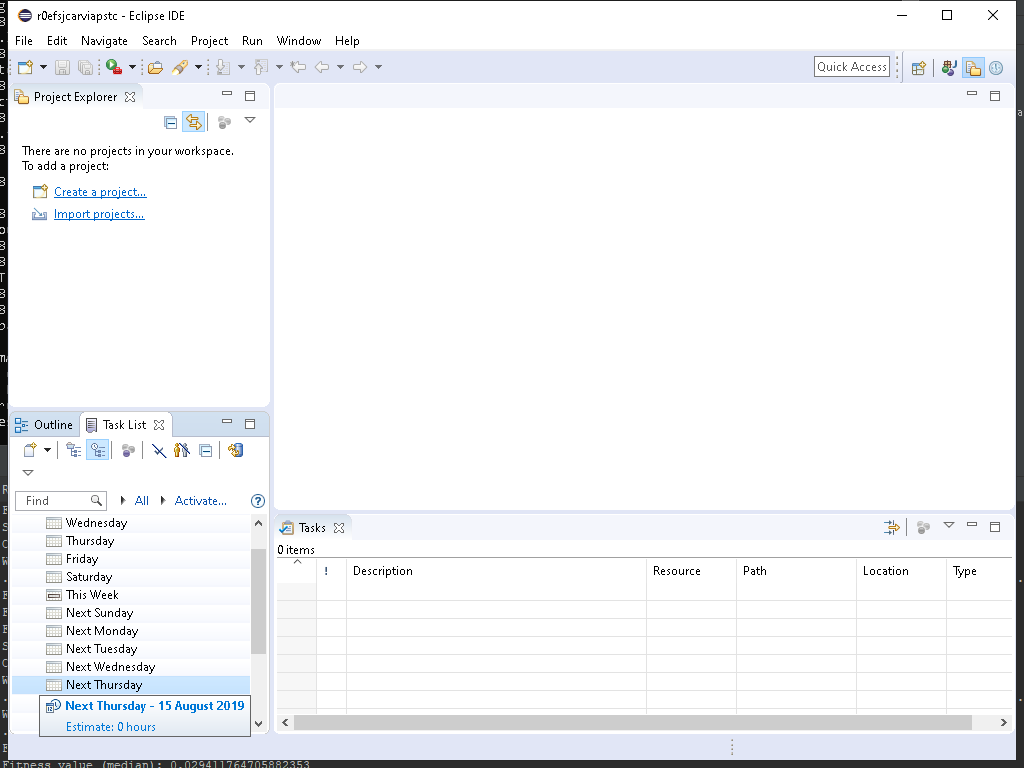 r0efsjcarviapstc - Eclipse IDE
File Edit Navigate Search Project Run Window Help
Quick Access
Project Explorer
There are no projects in your workspace.
To add a project:
Create a project...
Import projects...
Outline Task List
Find All Activate...
Wednesday
Thursday
Friday
Saturday
This Week
Next Sunday
Next Monday
Next Tuesday
Next Wednesday
Next Thursday
Next Thursday - 15 August 2019
Estimate: 0 hours
Tasks
0 items
! Description Resource Path Location Type
Fitness value (median): 0.029411764705882353